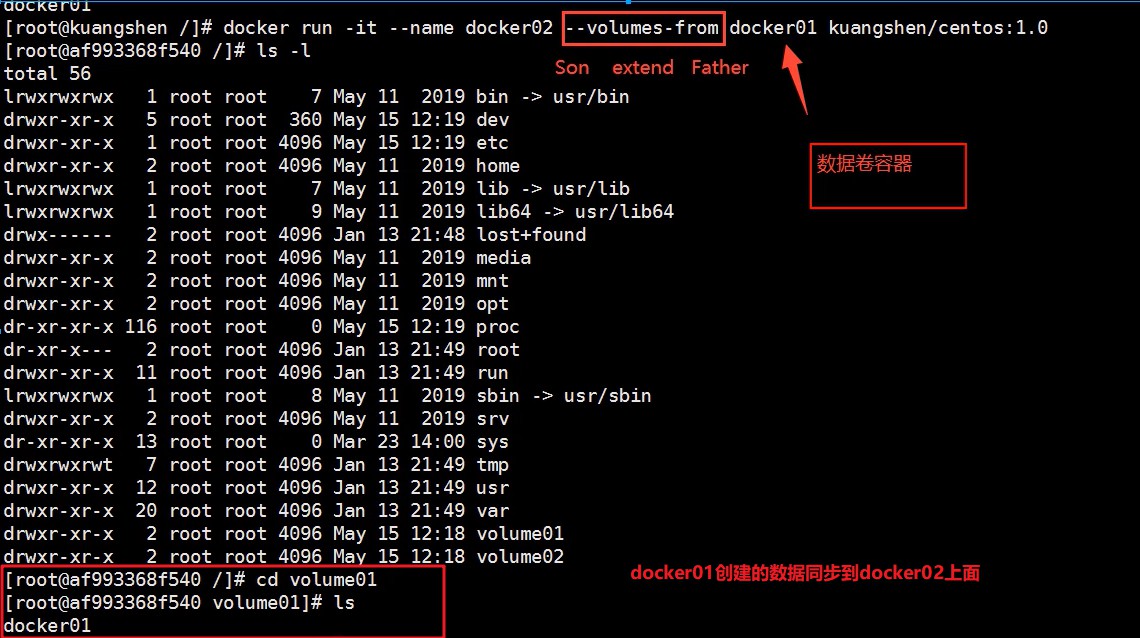 docker01
[root@kuangshen /]# docker run -it --name docker02 --volumes-from docker01 kuangshen/centos:1.0
[root@af993368f540 /]# ls -l
Son extend Father
total 56
lrwxrwxrwx 1 root root 7 May 11 2019 bin -> usr/bin
drwxr-xr-x 5 root root 360 May 15 12:19 dev
drwxr-xr-x 1 root root 4096 May 15 12:19 etc
数据卷容器
drwxr-xr-x 2 root root 4096 May 11 2019 home
lrwxrwxrwx 1 root root 7 May 11 2019 lib -> usr/lib
lrwxrwxrwx 1 root root 9 May 11 2019 lib64 -> usr/lib64
drwx------ 2 root root 4096 Jan 13 21:48 lost+found
drwxr-xr-x 2 root root 4096 May 11 2019 media
drwxr-xr-x 2 root root 4096 May 11 2019 mnt
drwxr-xr-x 2 root root 4096 May 11 2019 opt
dr-xr-xr-x 116 root root 0 May 15 12:19 proc
dr-xr-x--- 2 root root 4096 Jan 13 21:49 root
drwxr-xr-x 11 root root 4096 Jan 13 21:49 run
lrwxrwxrwx 1 root root 8 May 11 2019 sbin -> usr/sbin
drwxr-xr-x 2 root root 4096 May 11 2019 srv
dr-xr-xr-x 13 root root 0 Mar 23 14:00 sys
drwxrwxrwt 7 root root 4096 Jan 13 21:49 tmp
drwxr-xr-x 12 root root 4096 Jan 13 21:49 usr
drwxr-xr-x 20 root root 4096 Jan 13 21:49 var
drwxr-xr-x 2 root root 4096 May 15 12:18 volume01
drwxr-xr-x 2 root root 4096 May 15 12:18 volume02
[root@af993368f540 /]# cd volume01
docker01创建的数据同步到docker02上面
[root@af993368f540 volume01]# ls
docker01